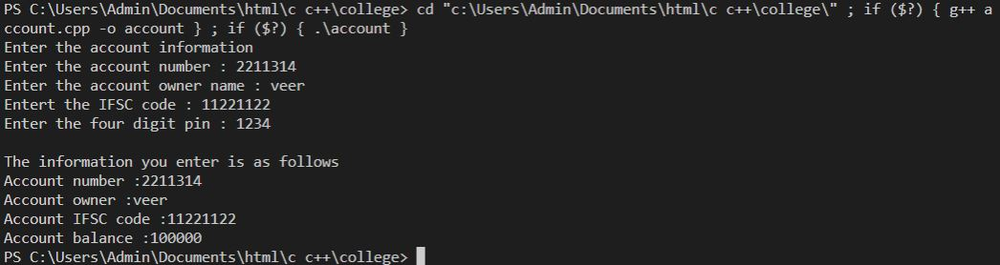 PS C:\Users\Admin\Documents\html\c c++\college> cd "c:\Users\Admin\Documents\html\c c++\college\" ; if ($?) { g++ a
ccount.cpp -o account } ; if ($?) { .\account }
Enter the account information
Enter the account number : 2211314
Enter the account owner name : veer
Entert the IFSC code : 11221122
Enter the four digit pin : 1234

The information you enter is as follows
Account number :2211314
Account owner :veer
Account IFSC code :11221122
Account balance :100000
PS C:\Users\Admin\Documents\html\c c++\college>